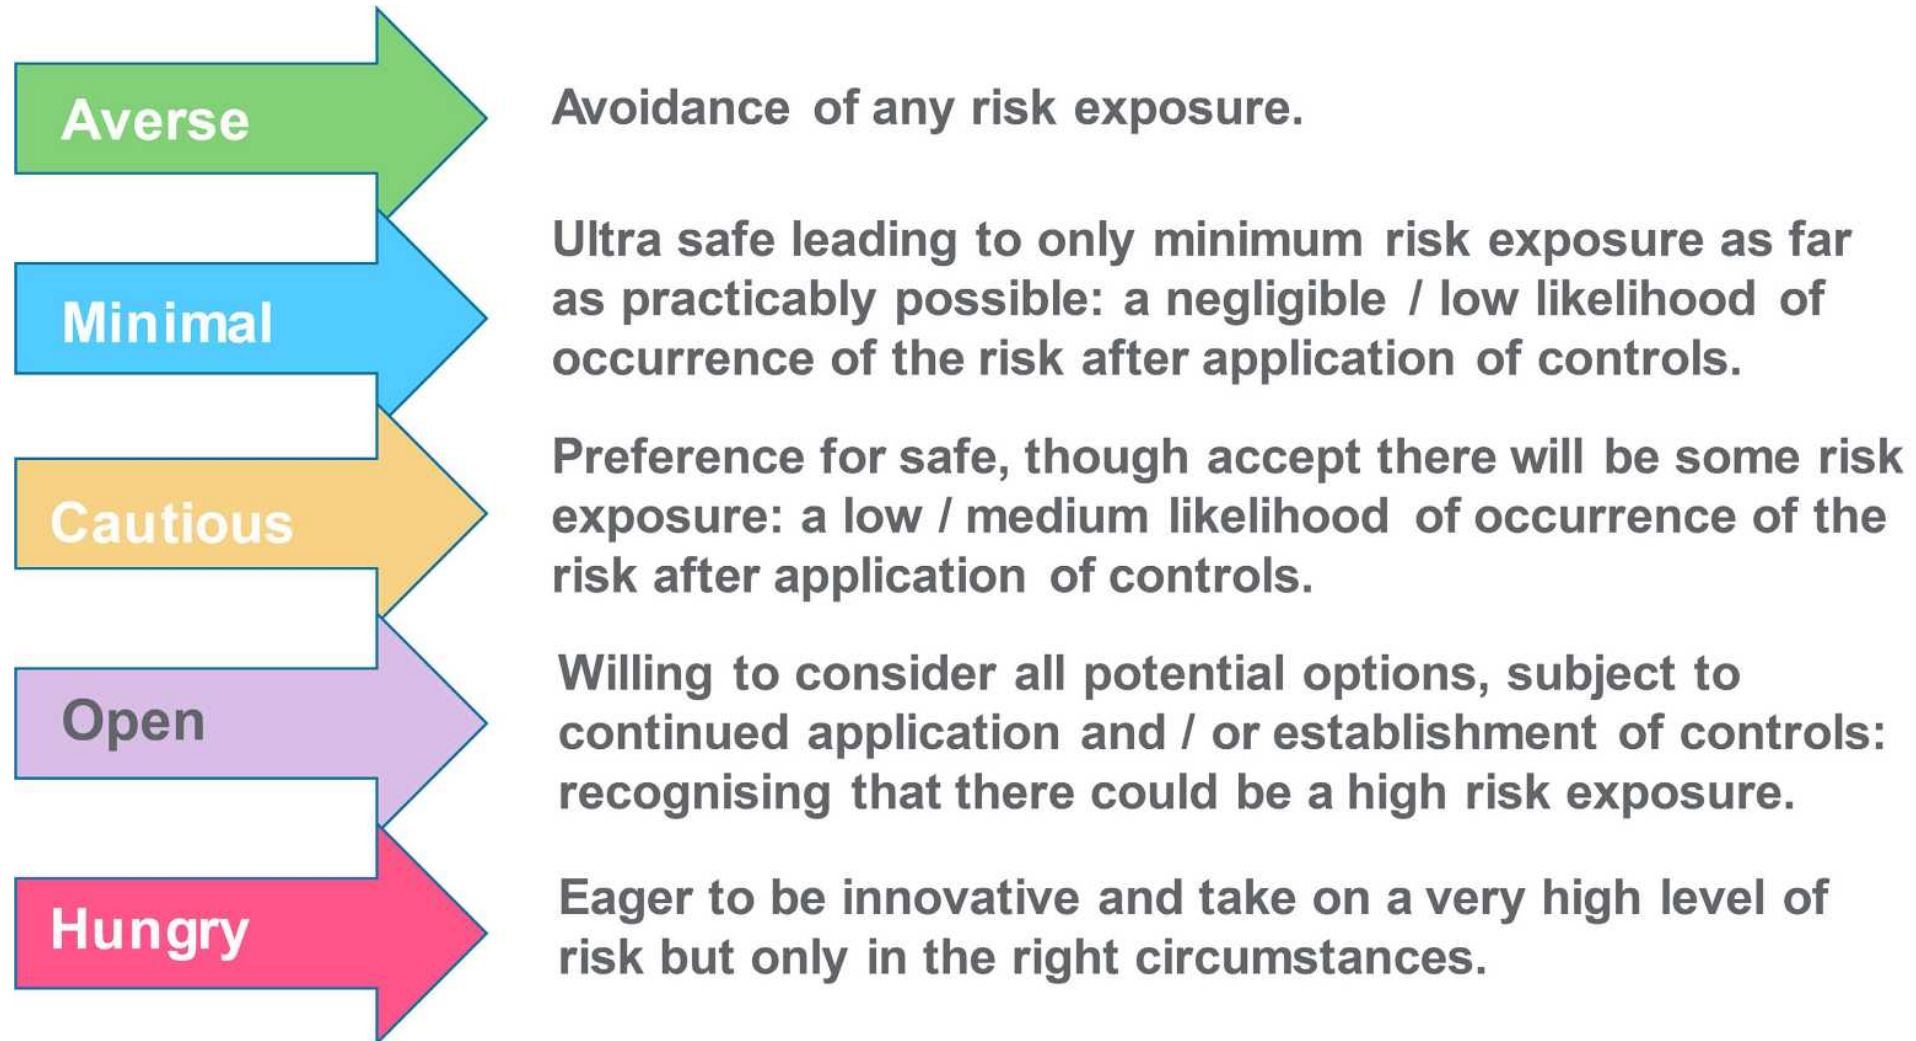 Averse
Avoidance of any risk exposure.
Minimal
Ultra safe leading to only minimum risk exposure as far
as practicably possible: a negligible / low likelihood of
occurrence of the risk after application of controls.
Cautious
Preference for safe, though accept there will be some risk
exposure: a low / medium likelihood of occurrence of the
risk after application of controls.
Open
Willing to consider all potential options, subject to
continued application and / or establishment of controls:
recognising that there could be a high risk exposure.
Hungry
Eager to be innovative and take on a very high level of
risk but only in the right circumstances.